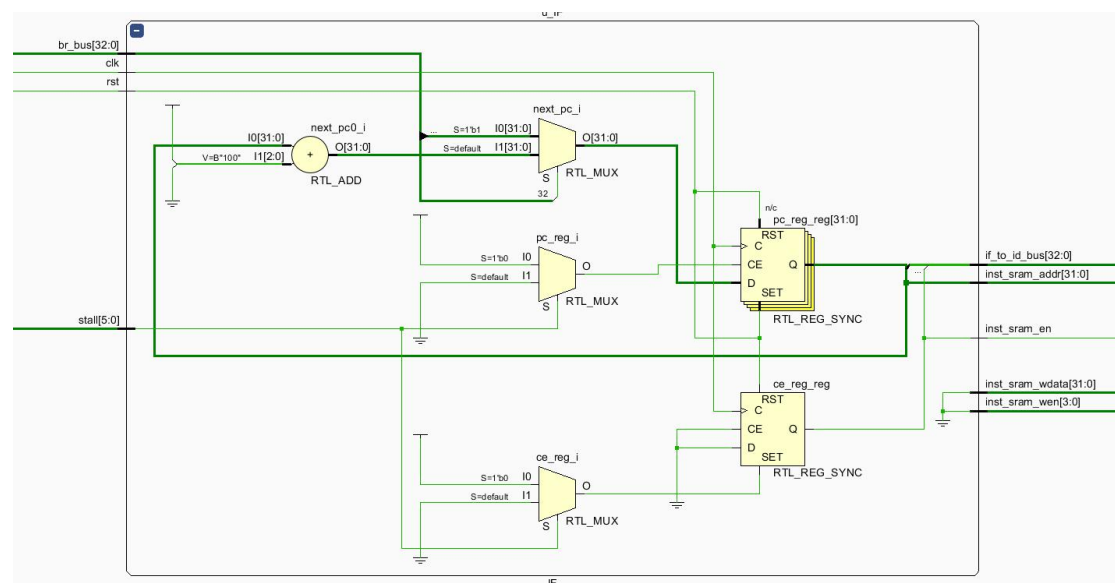 u_IF
br_bus[32:0]
clk
rst
next_pc0_i
I0[31:0]
V=B"100"
I1[2:0]
+
O[31:0]
RTL_ADD
next_pc_i
...
S=1'b1
I0[31:0]
S=default
I1[31:0]
O[31:0]
S
RTL_MUX
32
pc_reg_i
S=1'b0
I0
S=default
I1
O
S
RTL_MUX
n/c
pc_reg_reg[31:0]
RST
C
CE
Q
D
SET
RTL_REG_SYNC
...
if_to_id_bus[32:0]
inst_sram_addr[31:0]
stall[5:0]
inst_sram_en
ce_reg_reg
RST
C
CE
Q
D
SET
RTL_REG_SYNC
inst_sram_wdata[31:0]
inst_sram_wen[3:0]
ce_reg_i
S=1'b0
I0
S=default
I1
O
S
RTL_MUX
IF